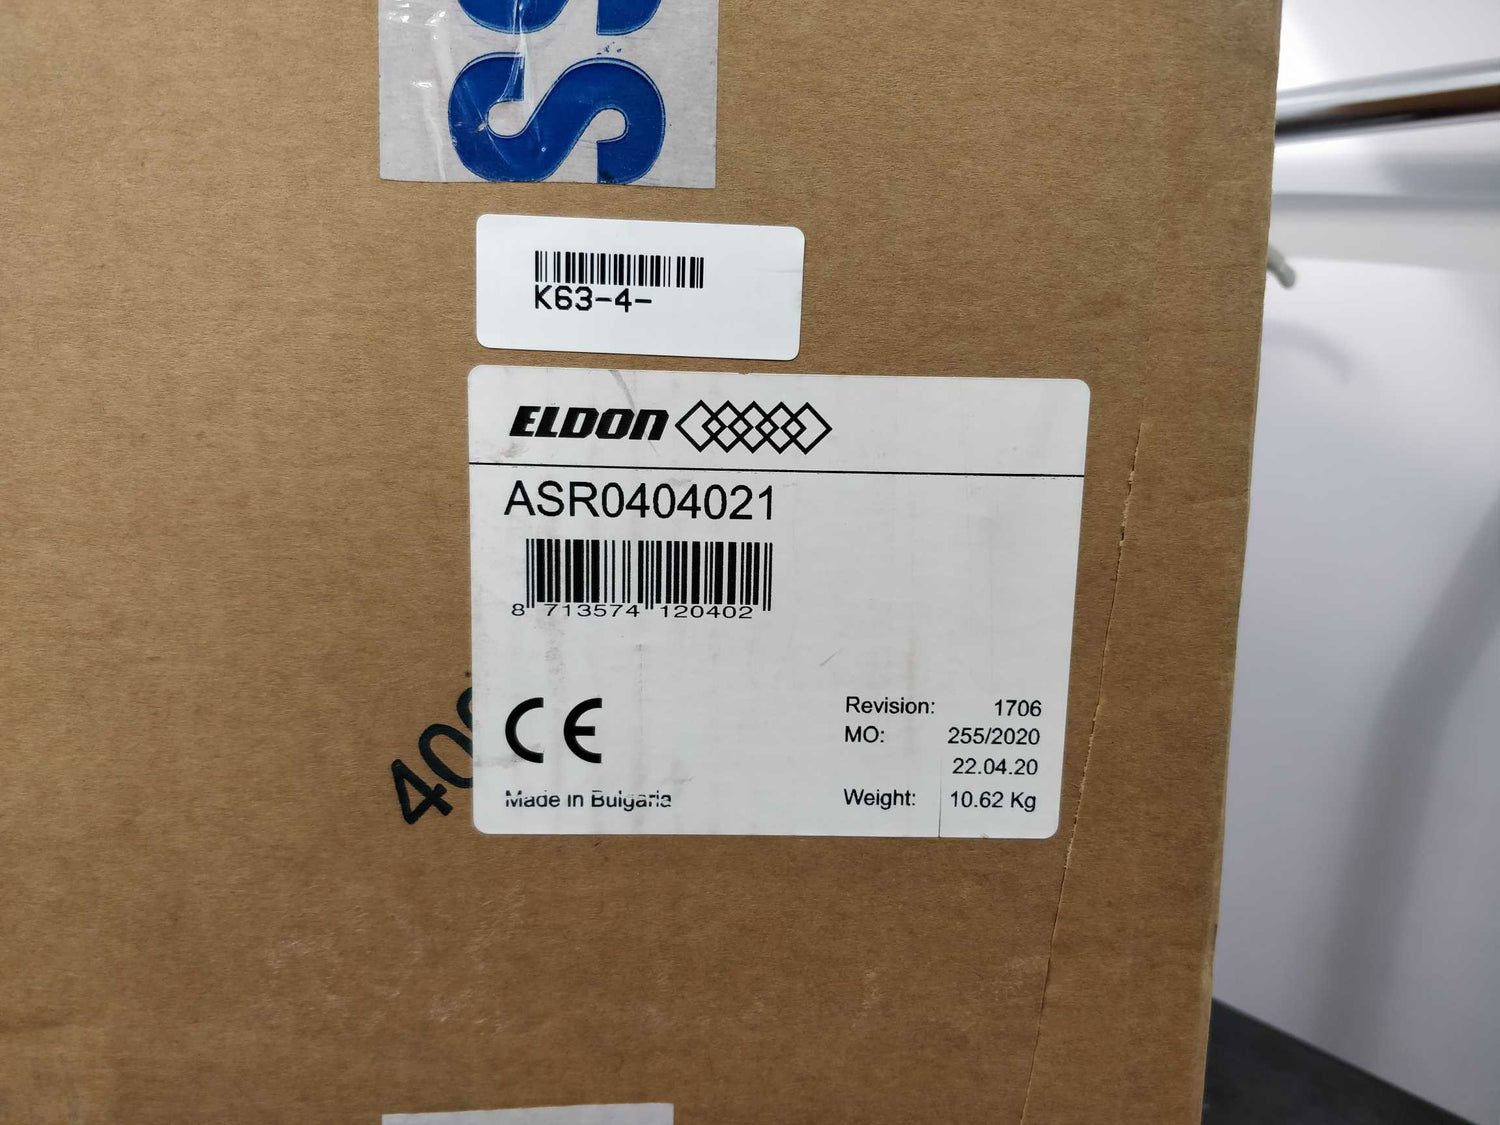 SS
K63-4-
ELDON
ASR0404021
8 713574 120402
CE
Revision: 1706
MO: 255/2020
22.04.20
Made in Bulgaria
Weight: 10.62 Kg